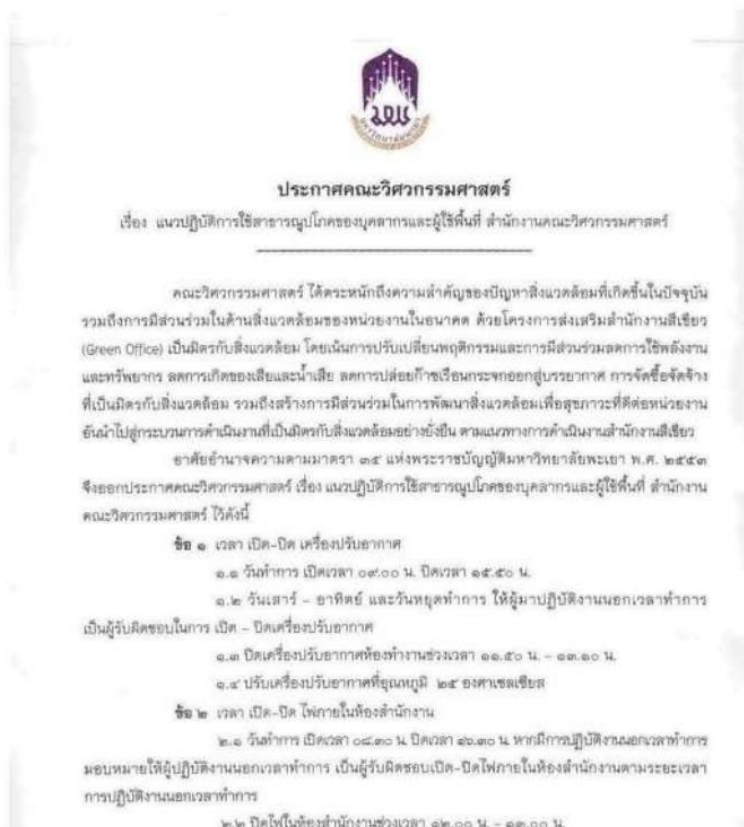 มหาวิทยาลัยพะเยา
ประกาศคณะวิศวกรรมศาสตร์
เรื่อง แนวปฏิบัติการใช้สาธารณูปโภคของบุคลากรและผู้ใช้พื้นที่ สำนักงานคณะวิศวกรรมศาสตร์
คณะวิศวกรรมศาสตร์ ได้ตระหนักถึงความสำคัญของปัญหาสิ่งแวดล้อมที่เกิดขึ้นในปัจจุบัน
รวมถึงการมีส่วนร่วมในด้านสิ่งแวดล้อมของหน่วยงานในอนาคต ด้วยโครงการส่งเสริมสำนักงานสีเขียว
(Green Office) เป็นมิตรกับสิ่งแวดล้อม โดยเน้นการปรับเปลี่ยนพฤติกรรมและการมีส่วนร่วมลดการใช้พลังงาน
และทรัพยากร ลดการเกิดของเสียและน้ำเสีย ลดการปล่อยก๊าซเรือนกระจกออกสู่บรรยากาศ การจัดซื้อจัดจ้าง
ที่เป็นมิตรกับสิ่งแวดล้อม รวมถึงสร้างการมีส่วนร่วมในการพัฒนาสิ่งแวดล้อมเพื่อสุขภาวะที่ดีต่อหน่วยงาน
อันนำไปสู่กระบวนการดำเนินงานที่เป็นมิตรกับสิ่งแวดล้อมอย่างยั่งยืน ตามแนวทางการดำเนินงานสำนักงานสีเขียว
อาศัยอำนาจความตามมาตรา ๓๕ แห่งพระราชบัญญัติมหาวิทยาลัยพะเยา พ.ศ. ๒๕๕๓
จึงออกประกาศคณะวิศวกรรมศาสตร์ เรื่อง แนวปฏิบัติการใช้สาธารณูปโภคของบุคลากรและผู้ใช้พื้นที่ สำนักงาน
คณะวิศวกรรมศาสตร์ ไว้ดังนี้
ข้อ ๑ เวลา เปิด-ปิด เครื่องปรับอากาศ
๑.๑ วันทำการ เปิดเวลา ๐๙.๐๐ น. ปิดเวลา ๑๕.๕๐ น.
๑.๒ วันเสาร์ – อาทิตย์ และวันหยุดทำการ ให้ผู้มาปฏิบัติงานนอกเวลาทำการ
เป็นผู้รับผิดชอบในการ เปิด – ปิดเครื่องปรับอากาศ
๑.๓ ปิดเครื่องปรับอากาศห้องทำงานช่วงเวลา ๑๑.๕๐ น. – ๑๓.๑๐ น.
๑.๔ ปรับเครื่องปรับอากาศที่อุณหภูมิ ๒๕ องศาเซลเซียส
ข้อ ๒ เวลา เปิด-ปิด ไฟภายในห้องสำนักงาน
๒.๑ วันทำการ เปิดเวลา ๐๘.๓๐ น. ปิดเวลา ๑๖.๓๐ น. หากมีการปฏิบัติงานนอกเวลาทำการ
มอบหมายให้ผู้ปฏิบัติงานนอกเวลาทำการ เป็นผู้รับผิดชอบเปิด-ปิดไฟภายในห้องสำนักงานตามระยะเวลา
การปฏิบัติงานนอกเวลาทำการ
๒.๒ ปิดไฟในห้องสำนักงานช่วงเวลา ๑๒.๐๐ น. – ๑๓.๐๐ น.